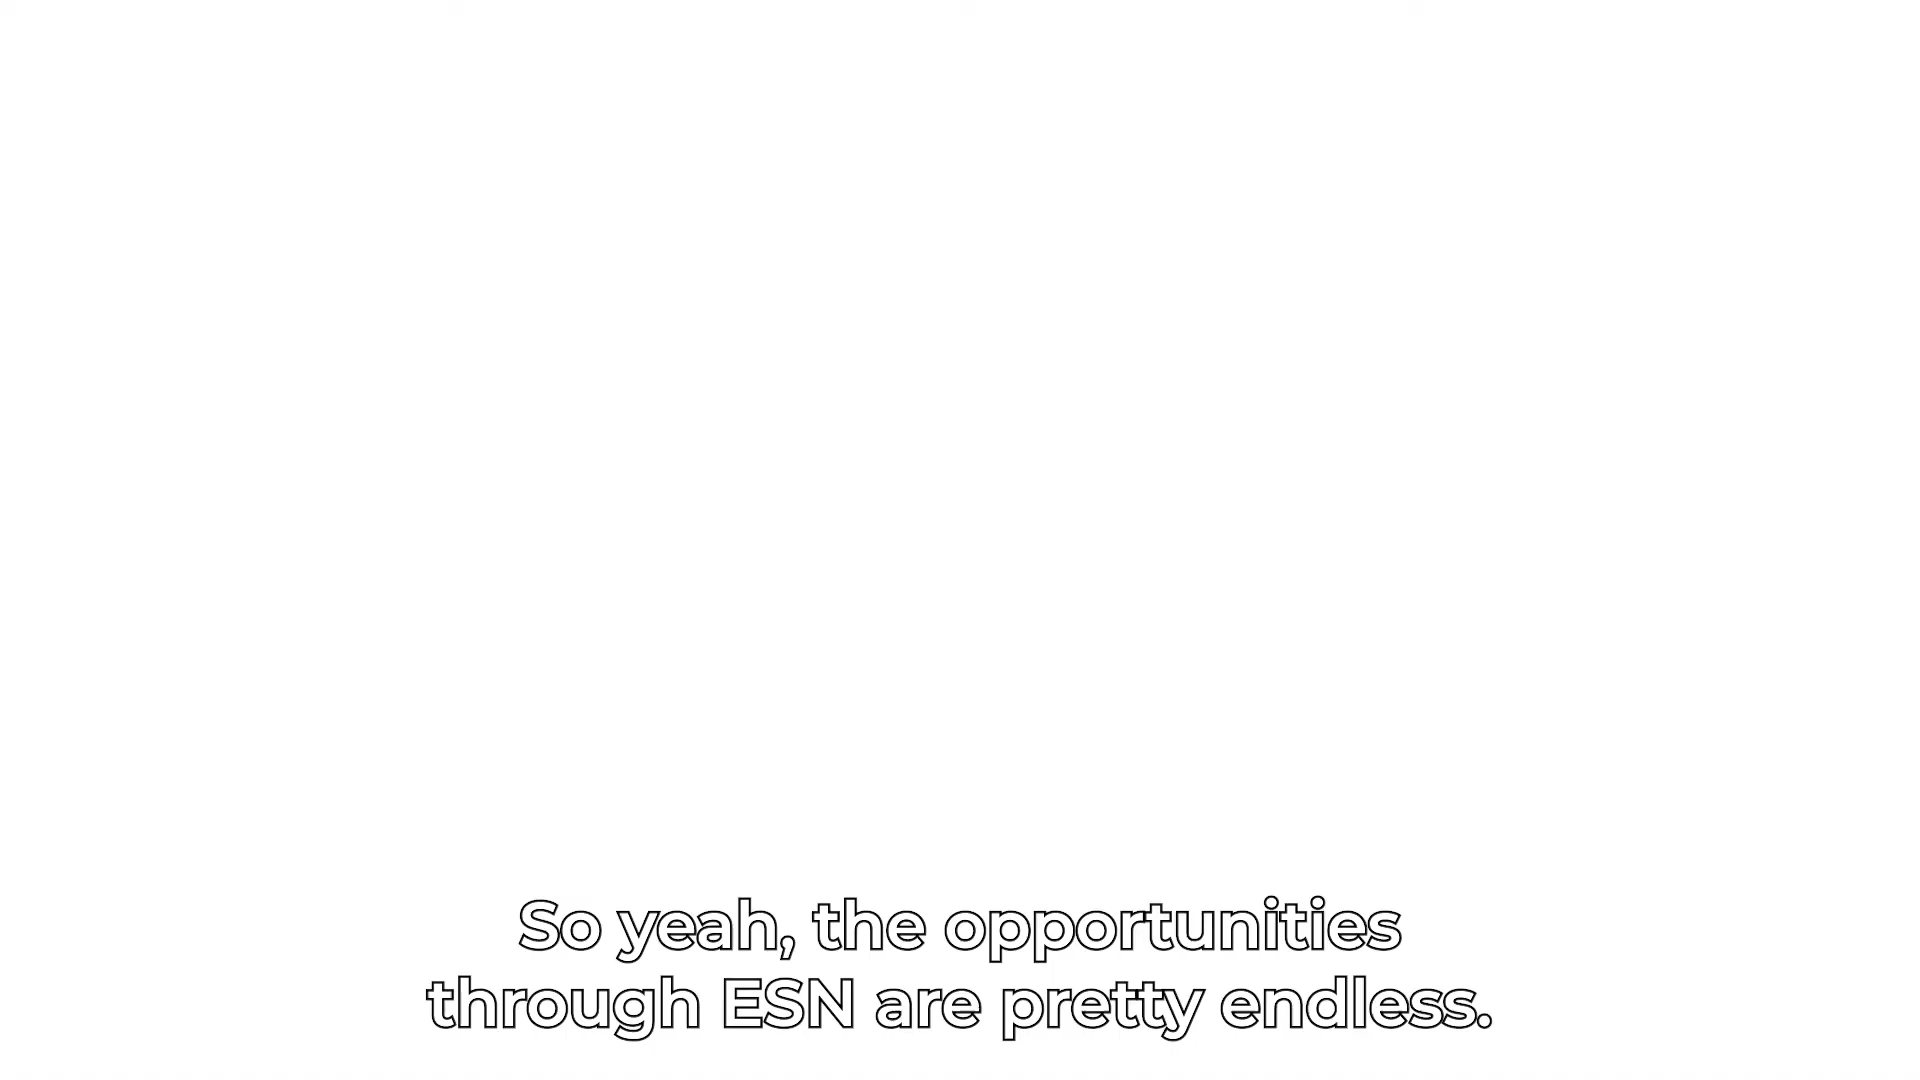 So yeah, the opportunities
through ESN are pretty endless.